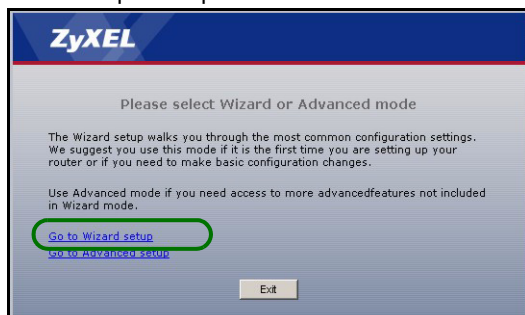 ZyXEL
Please select Wizard or Advanced mode
The Wizard setup walks you through the most common configuration settings.
We suggest you use this mode if it is the first time you are setting up your
router or if you need to make basic configuration changes.
Use Advanced mode if you need access to more advancedfeatures not included
in Wizard mode.
Go to Wizard setup
Go to Advanced setup
Exit